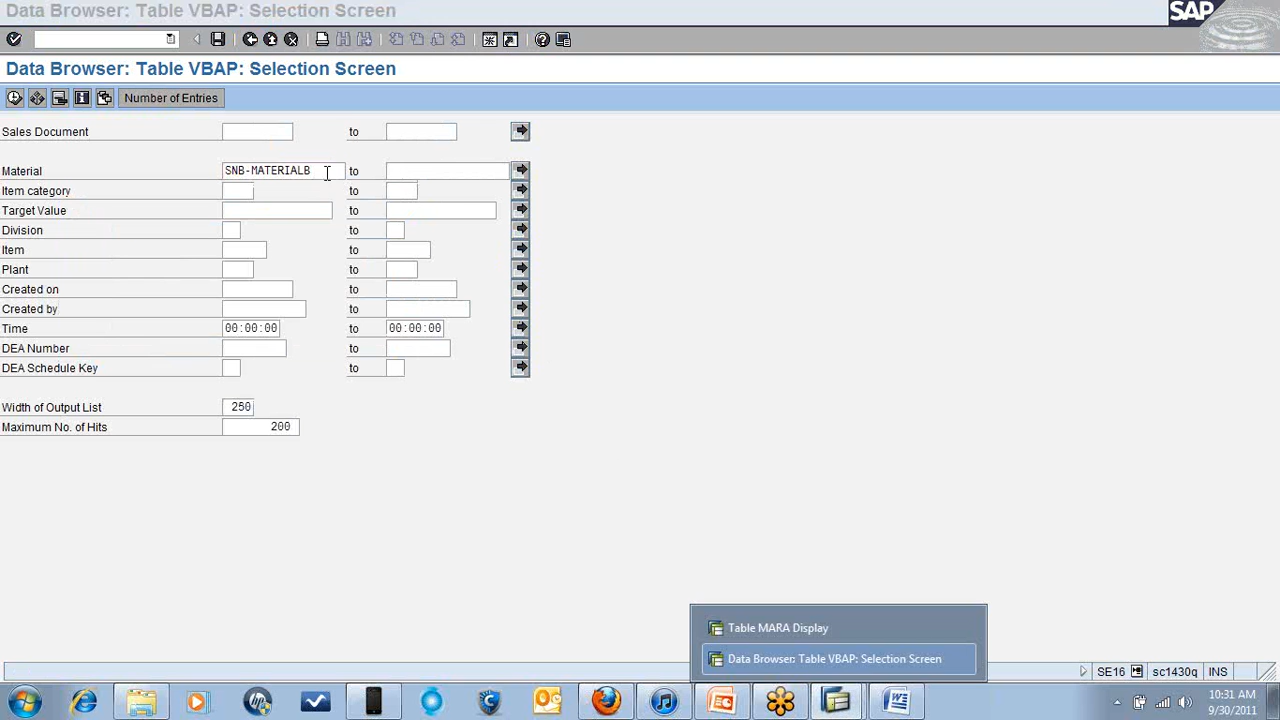 Data Browser: Table VBAP: Selection Screen
SAP
Data Browser: Table VBAP: Selection Screen
Number of Entries
Sales Document to
Material SNB-MATERIALB to
Item category to
Target Value to
Division to
Item to
Plant to
Created on to
Created by to
Time 00:00:00 to 00:00:00
DEA Number to
DEA Schedule Key to
Width of Output List 250
Maximum No. of Hits 200
Table MARA Display
Data Browser: Table VBAP: Selection Screen
SE16 sc1430q INS
10:31 AM
9/30/2011